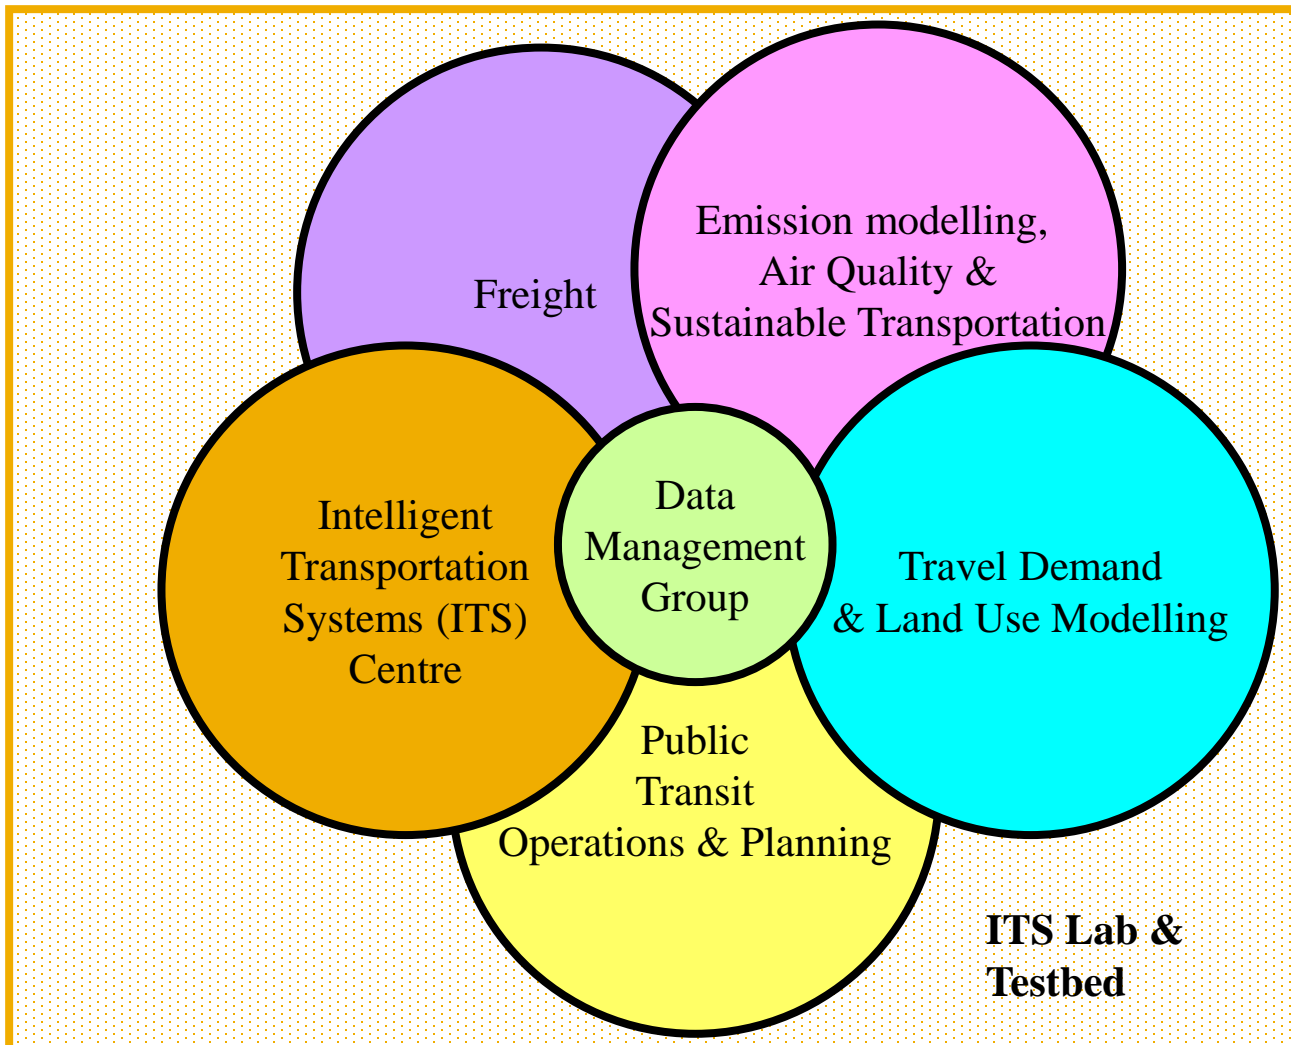 Emission modelling,
Air Quality &
Sustainable Transportation
Freight
Data
Management
Group
Intelligent
Transportation
Systems (ITS)
Centre
Travel Demand
& Land Use Modelling
Public
Transit
Operations & Planning
ITS Lab &
Testbed